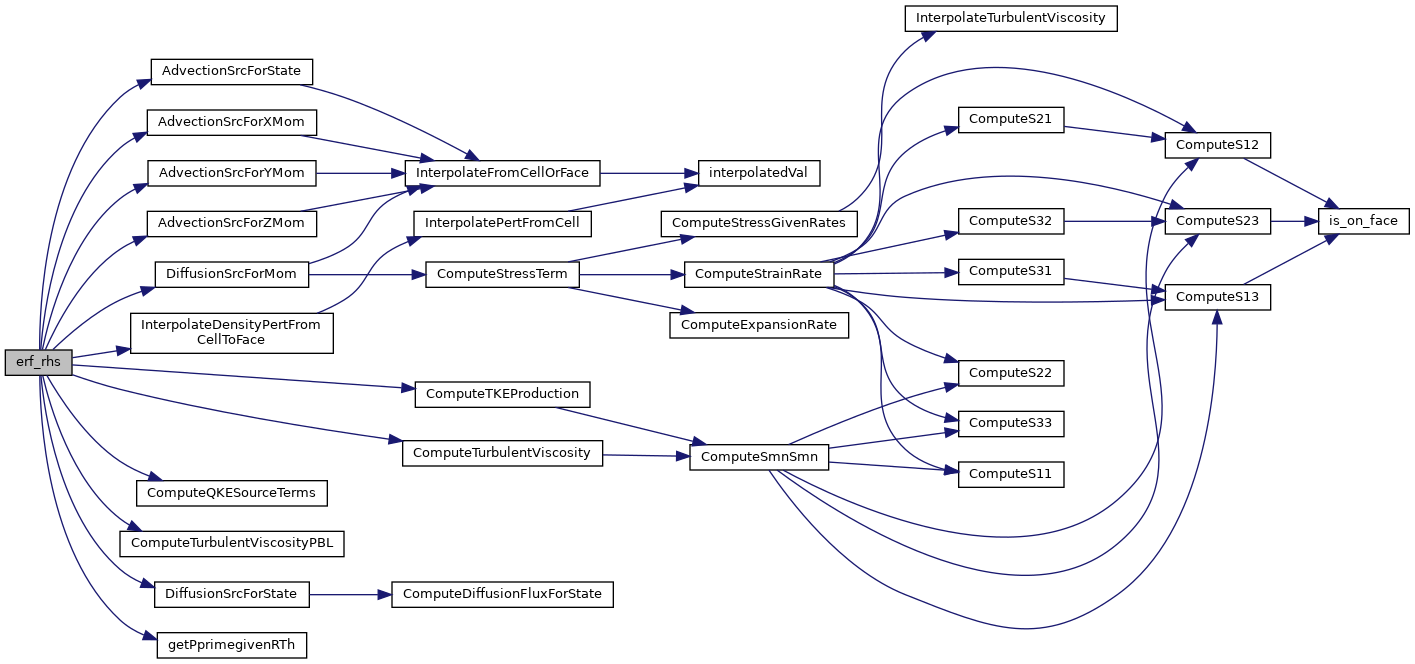 erf_rhs
AdvectionSrcForState
AdvectionSrcForXMom
AdvectionSrcForYMom
AdvectionSrcForZMom
DiffusionSrcForMom
InterpolateDensityPertFrom
CellToFace
ComputeQKESourceTerms
ComputeTurbulentViscosityPBL
DiffusionSrcForState
getPprimegivenRTh
InterpolateFromCellOrFace
InterpolatePertFromCell
ComputeStressTerm
ComputeTKEProduction
ComputeTurbulentViscosity
ComputeDiffusionFluxForState
interpolatedVal
ComputeStressGivenRates
ComputeStrainRate
ComputeExpansionRate
ComputeSmnSmn
InterpolateTurbulentViscosity
ComputeS21
ComputeS32
ComputeS31
ComputeS22
ComputeS33
ComputeS11
ComputeS12
ComputeS23
ComputeS13
is_on_face